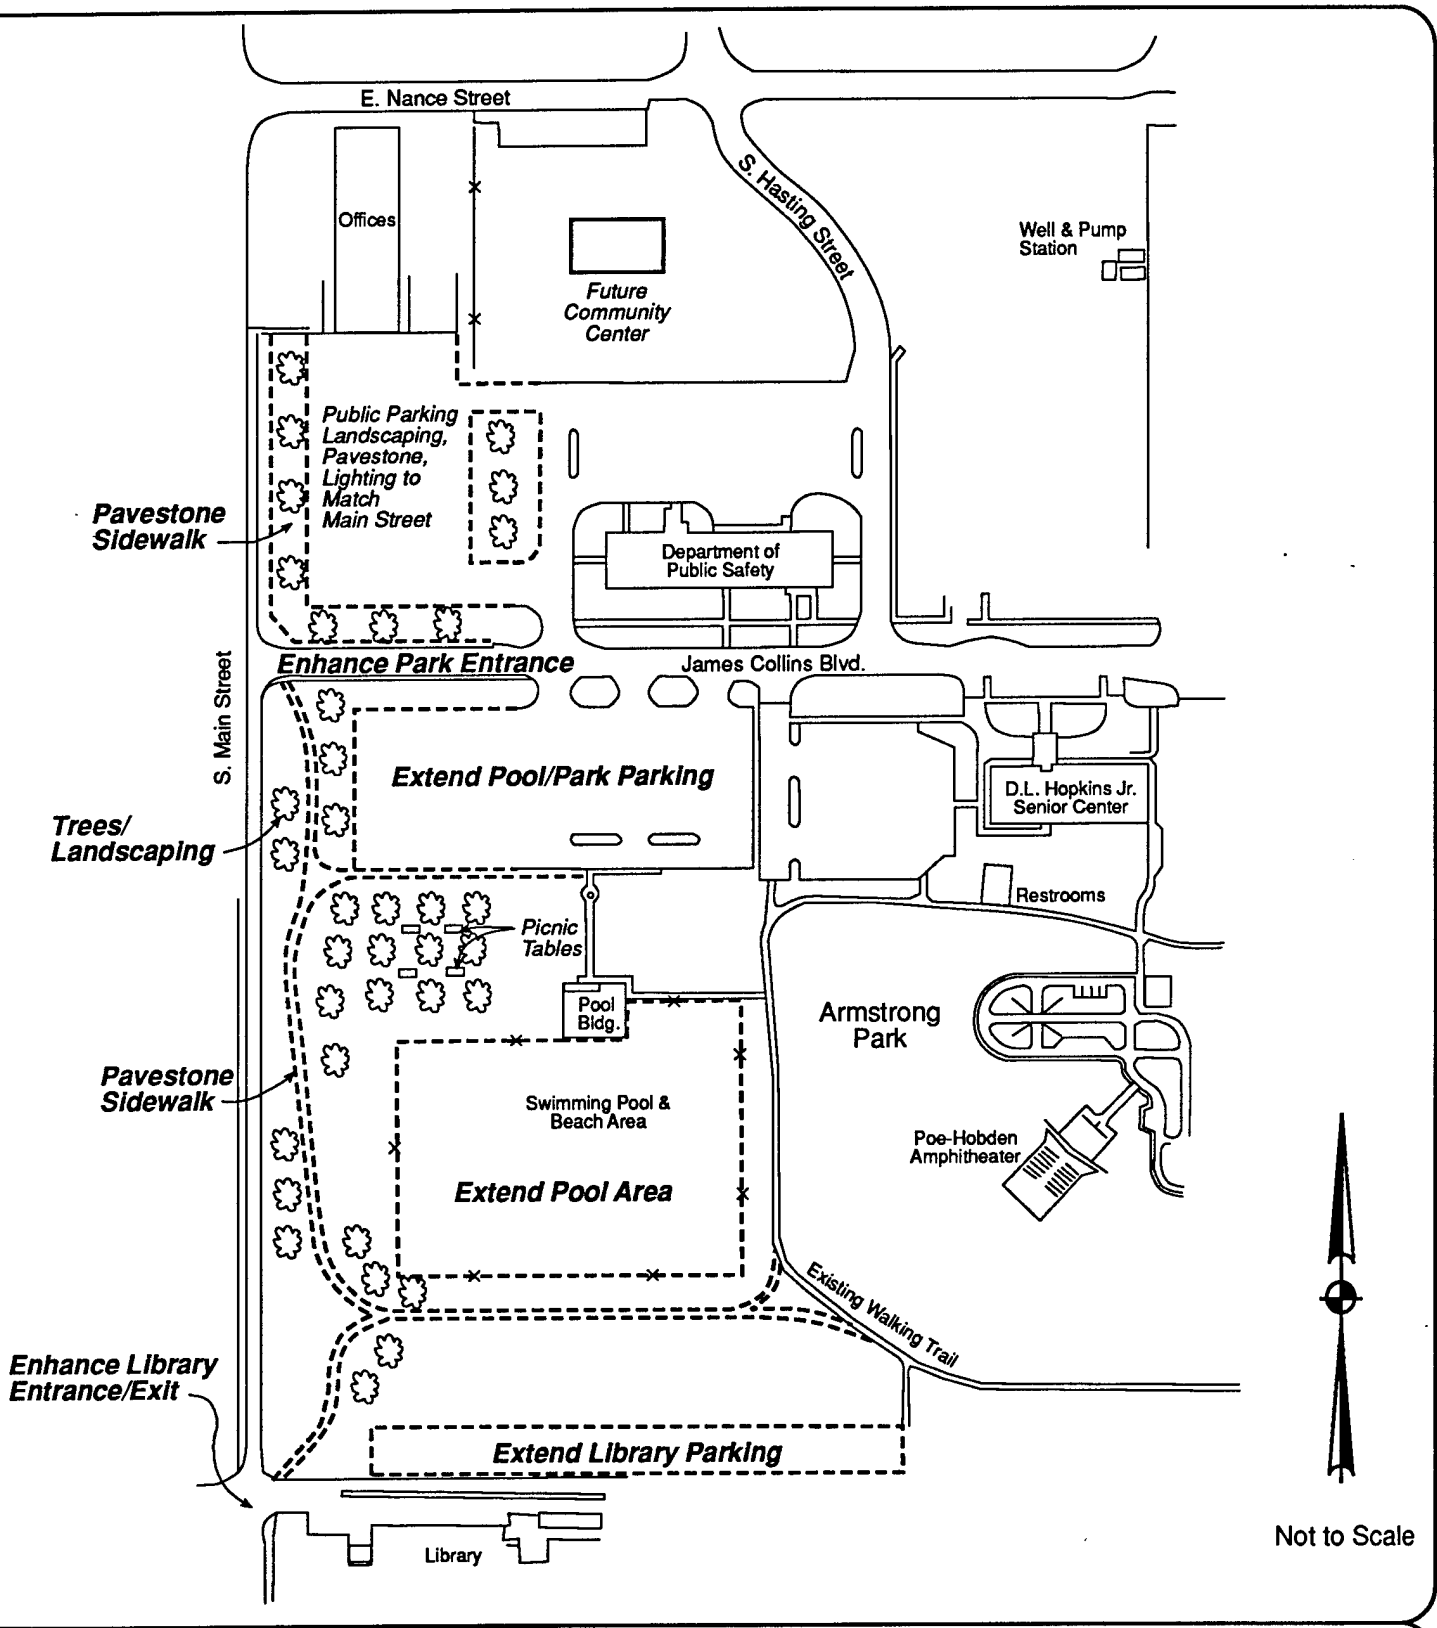 E. Nance Street
S. Hasting Street
Offices
Well & Pump
Station
Future
Community
Center
Public Parking
Landscaping,
Pavestone,
Lighting to
Match
Main Street
Pavestone
Sidewalk
Department of
Public Safety
Enhance Park Entrance
James Collins Blvd.
S. Main Street
Extend Pool/Park Parking
D.L. Hopkins Jr.
Senior Center
Trees/
Landscaping
Restrooms
Picnic
Tables
Pool
Bldg.
Armstrong
Park
Pavestone
Sidewalk
Swimming Pool &
Beach Area
Poe-Hobden
Amphitheater
Extend Pool Area
Existing Walking Trail
Enhance Library
Entrance/Exit
Extend Library Parking
Not to Scale
Library